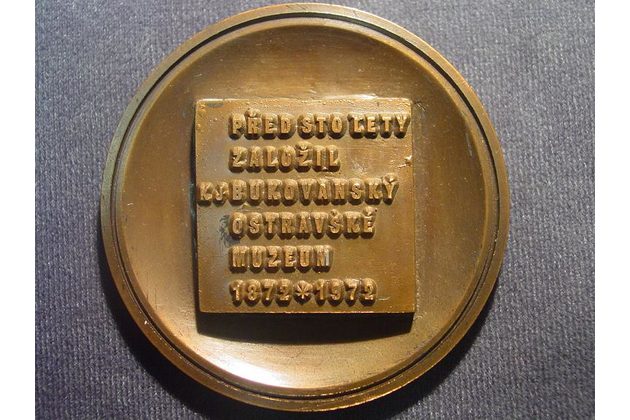 PŘED STO LETY
ZALOŽIL
K.J.BUKOVANSKÝ
OSTRAVSKÉ
MUZEUM
1872*1972